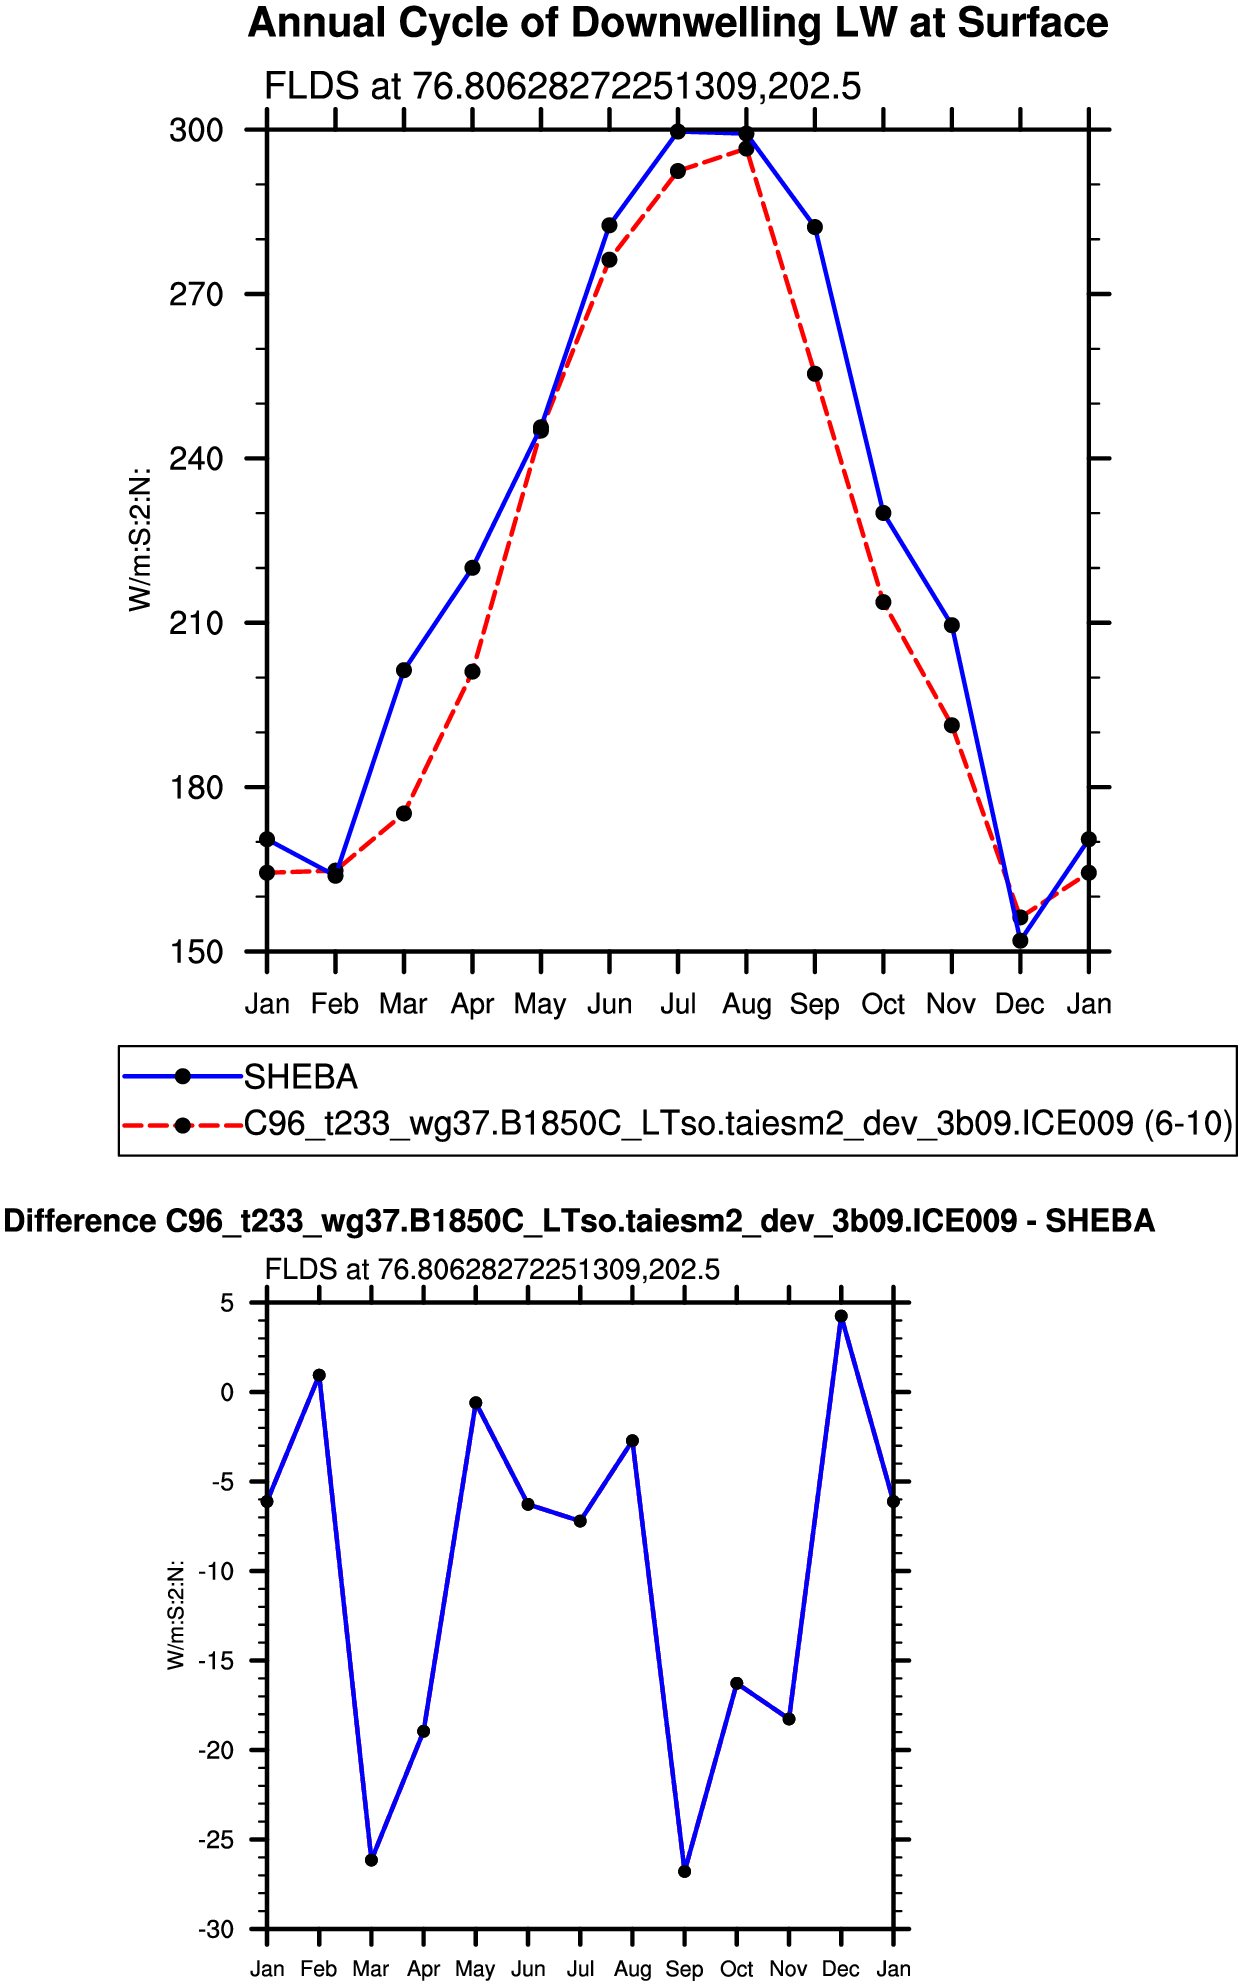 Annual Cycle of Downwelling LW at Surface
FLDS at 76.80628272251309,202.5
300
270
240
210
180
150
W/m:S:2:N:
Jan Feb Mar Apr May Jun Jul Aug Sep Oct Nov Dec Jan
SHEBA
C96_t233_wg37.B1850C_LTso.taiesm2_dev_3b09.ICE009 (6-10)
Difference C96_t233_wg37.B1850C_LTso.taiesm2_dev_3b09.ICE009 - SHEBA
FLDS at 76.80628272251309,202.5
5
0
-5
-10
-15
-20
-25
-30
W/m:S:2:N:
Jan Feb Mar Apr May Jun Jul Aug Sep Oct Nov Dec Jan